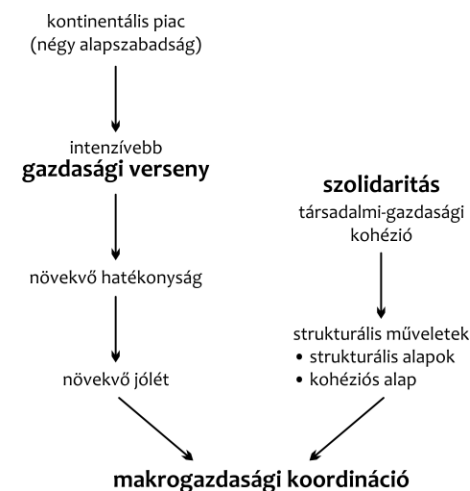 kontinentális piac
(négy alapszabadság)
intenzívebb
gazdasági verseny
növekvő hatékonyság
növekvő jólét
szolidaritás
társadalmi-gazdasági
kohézió
strukturális műveletek
• strukturális alapok
• kohéziós alap
makrogazdasági koordináció